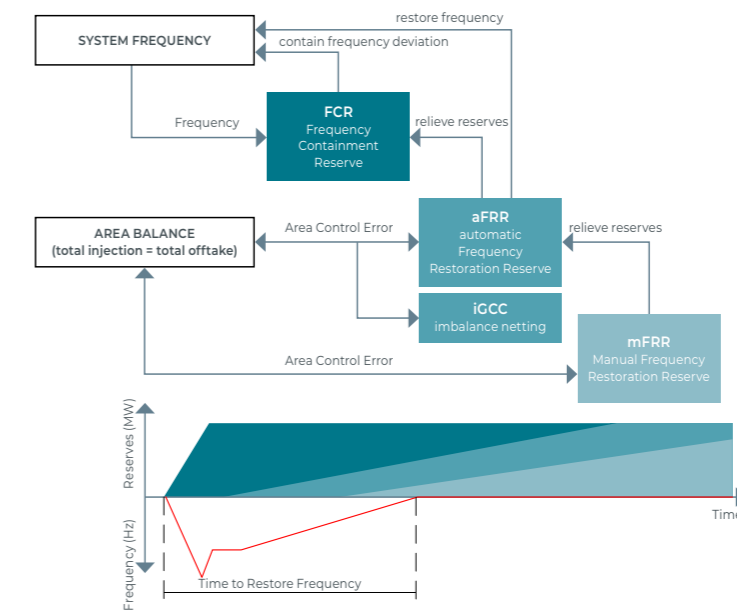 restore frequency
SYSTEM FREQUENCY
contain frequency deviation
Frequency
FCR
Frequency
Containment
Reserve
relieve reserves
AREA BALANCE
(total injection = total offtake)
Area Control Error
aFRR
automatic
Frequency
Restoration Reserve
relieve reserves
iGCC
imbalance netting
mFRR
Manual Frequency
Restoration Reserve
Area Control Error
Reserves (MW)
Frequency (Hz)
Time
Time to Restore Frequency